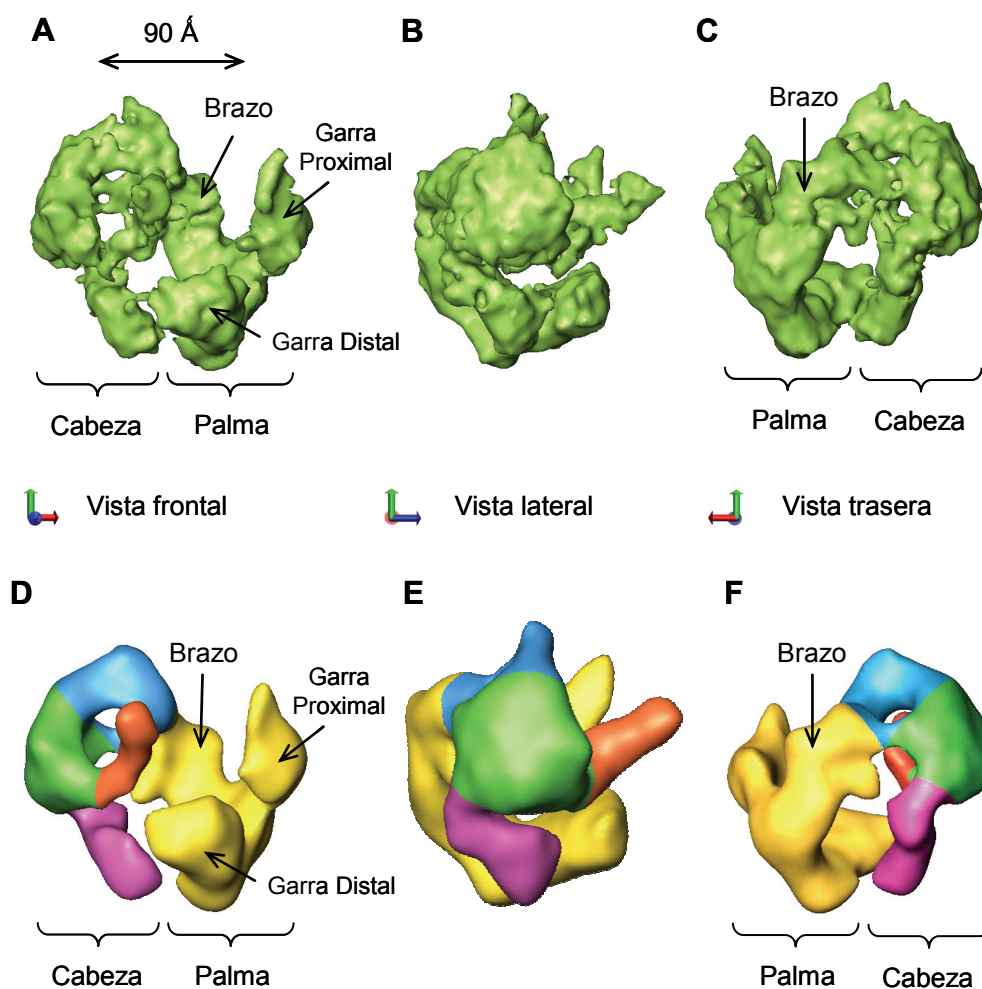 A
B
C
90 Å
Brazo
Garra
Proximal
Garra Distal
Brazo
Cabeza
Palma
Palma
Cabeza
Vista frontal
Vista lateral
Vista trasera
D
E
F
Brazo
Garra
Proximal
Garra Distal
Brazo
Cabeza
Palma
Palma
Cabeza